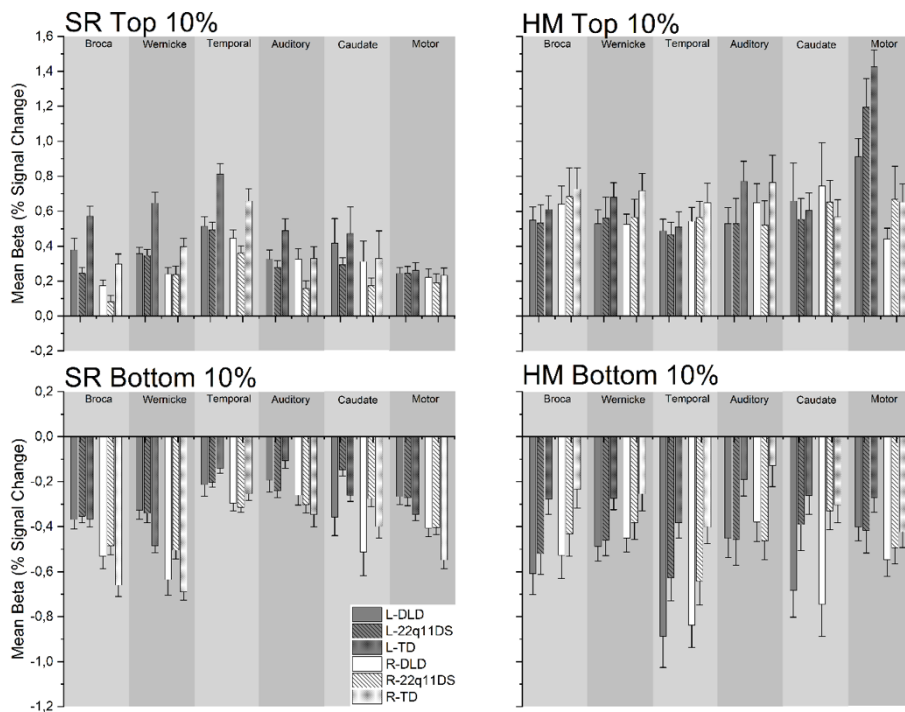 SR Top 10%
HM Top 10%
Broca Wernicke Temporal Auditory Caudate Motor
Broca Wernicke Temporal Auditory Caudate Motor
Mean Beta (% Signal Change)
1,6
1,4
1,2
1,0
0,8
0,6
0,4
0,2
0,0
-0,2
SR Bottom 10%
HM Bottom 10%
Broca Wernicke Temporal Auditory Caudate Motor
Broca Wernicke Temporal Auditory Caudate Motor
Mean Beta (% Signal Change)
0,2
0,0
-0,2
-0,4
-0,6
-0,8
-1,0
-1,2
L-DLD
L-22q11DS
L-TD
R-DLD
R-22q11DS
R-TD